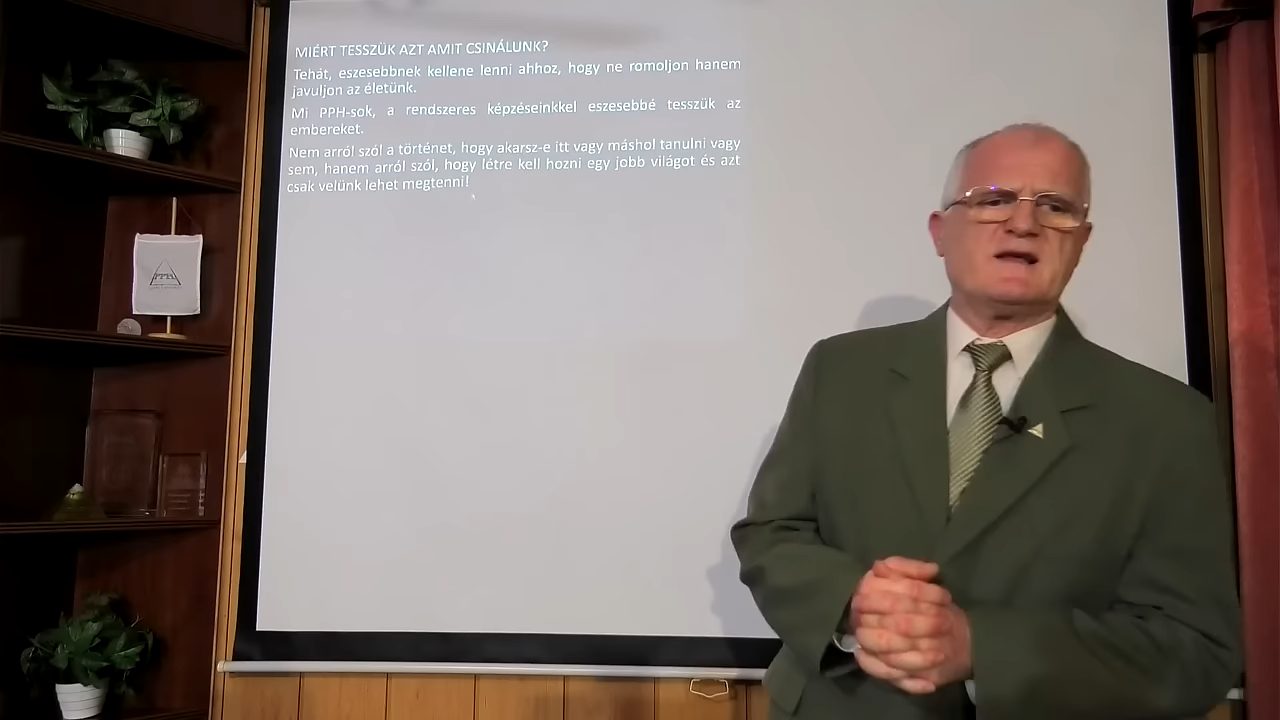 MIÉRT TESSZÜK AZT AMIT CSINÁLUNK?
Tehát, eszesebbnek kellene lenni ahhoz, hogy ne romoljon hanem
javuljon az életünk.
Mi PPH-sok, a rendszeres képzéseinkkel eszesebbé tesszük az
embereket.
Nem arról szól a történet, hogy akarsz-e itt vagy máshol tanulni vagy
sem, hanem arról szól, hogy létre kell hozni egy jobb világot és azt
csak velünk lehet megtenni!